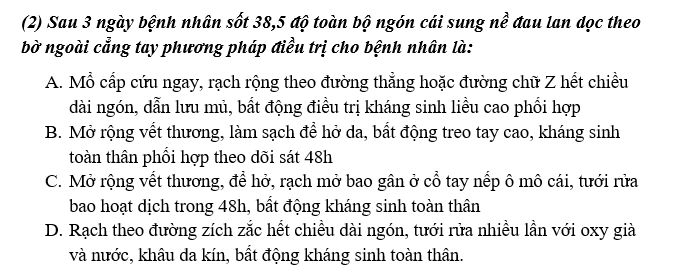 (2) Sau 3 ngày bệnh nhân sốt 38,5 độ toàn bộ ngón cái sung nề đau lan dọc theo
bờ ngoài cẳng tay phương pháp điều trị cho bệnh nhân là:
A. Mổ cấp cứu ngay, rạch rộng theo đường thẳng hoặc đường chữ Z hết chiều
dài ngón, dẫn lưu mủ, bất động điều trị kháng sinh liều cao phối hợp
B. Mở rộng vết thương, làm sạch để hở da, bất động treo tay cao, kháng sinh
toàn thân phối hợp theo dõi sát 48h
C. Mở rộng vết thương, để hở, rạch mở bao gân ở cổ tay nếp ô mô cái, tưới rửa
bao hoạt dịch trong 48h, bất động kháng sinh toàn thân
D. Rạch theo đường zích zắc hết chiều dài ngón, tưới rửa nhiều lần với oxy già
và nước, khâu da kín, bất động kháng sinh toàn thân.